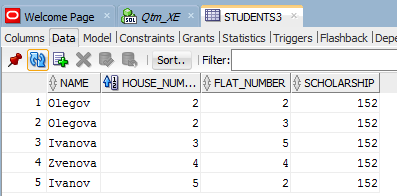 Welcome Page Qtm_XE STUDENTS3
Columns Data Model Constraints Grants Statistics Triggers Flashback Depe
Sort.. Filter:
NAME HOUSE_NUM... FLAT_NUMBER SCHOLARSHIP
1 Olegov 2 2 152
2 Olegova 2 3 152
3 Ivanova 3 5 152
4 Zvenova 4 4 152
5 Ivanov 5 2 152